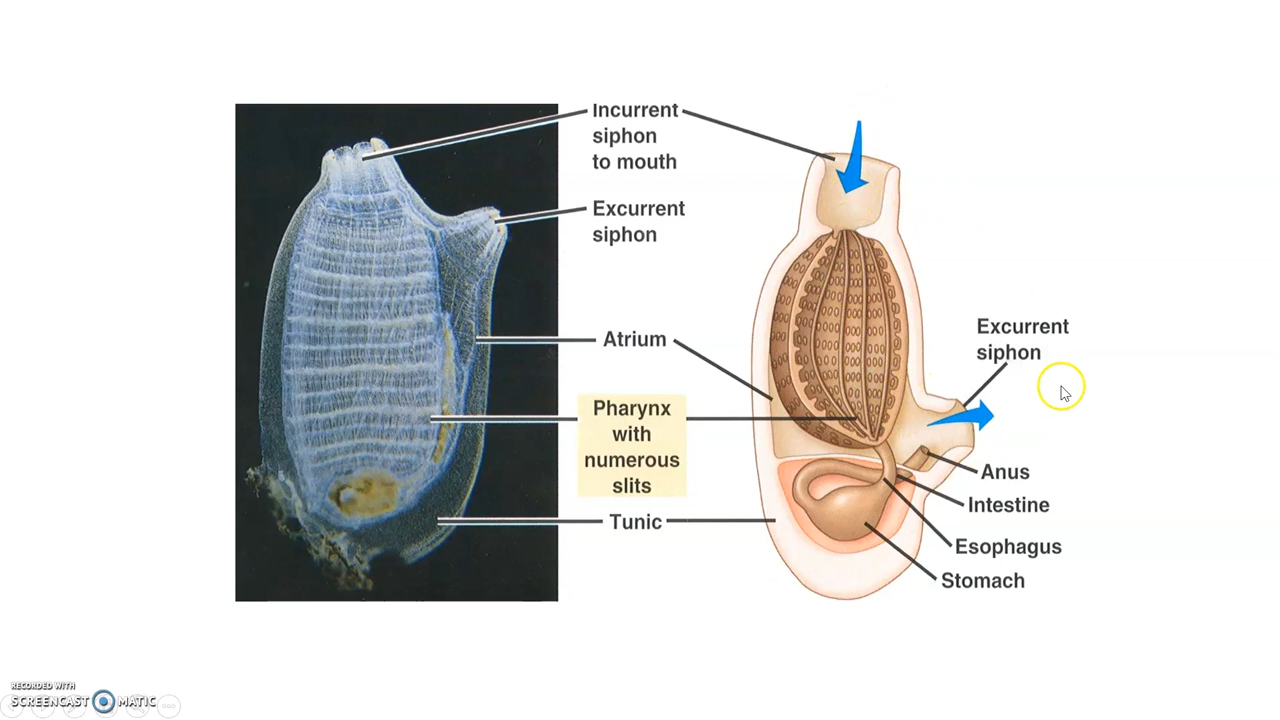 Incurrent
siphon
to mouth
Excurrent
siphon
Atrium
Pharynx
with
numerous
slits
Tunic
Excurrent
siphon
Anus
Intestine
Esophagus
Stomach
RECORDED WITH
SCREENCAST MATIC